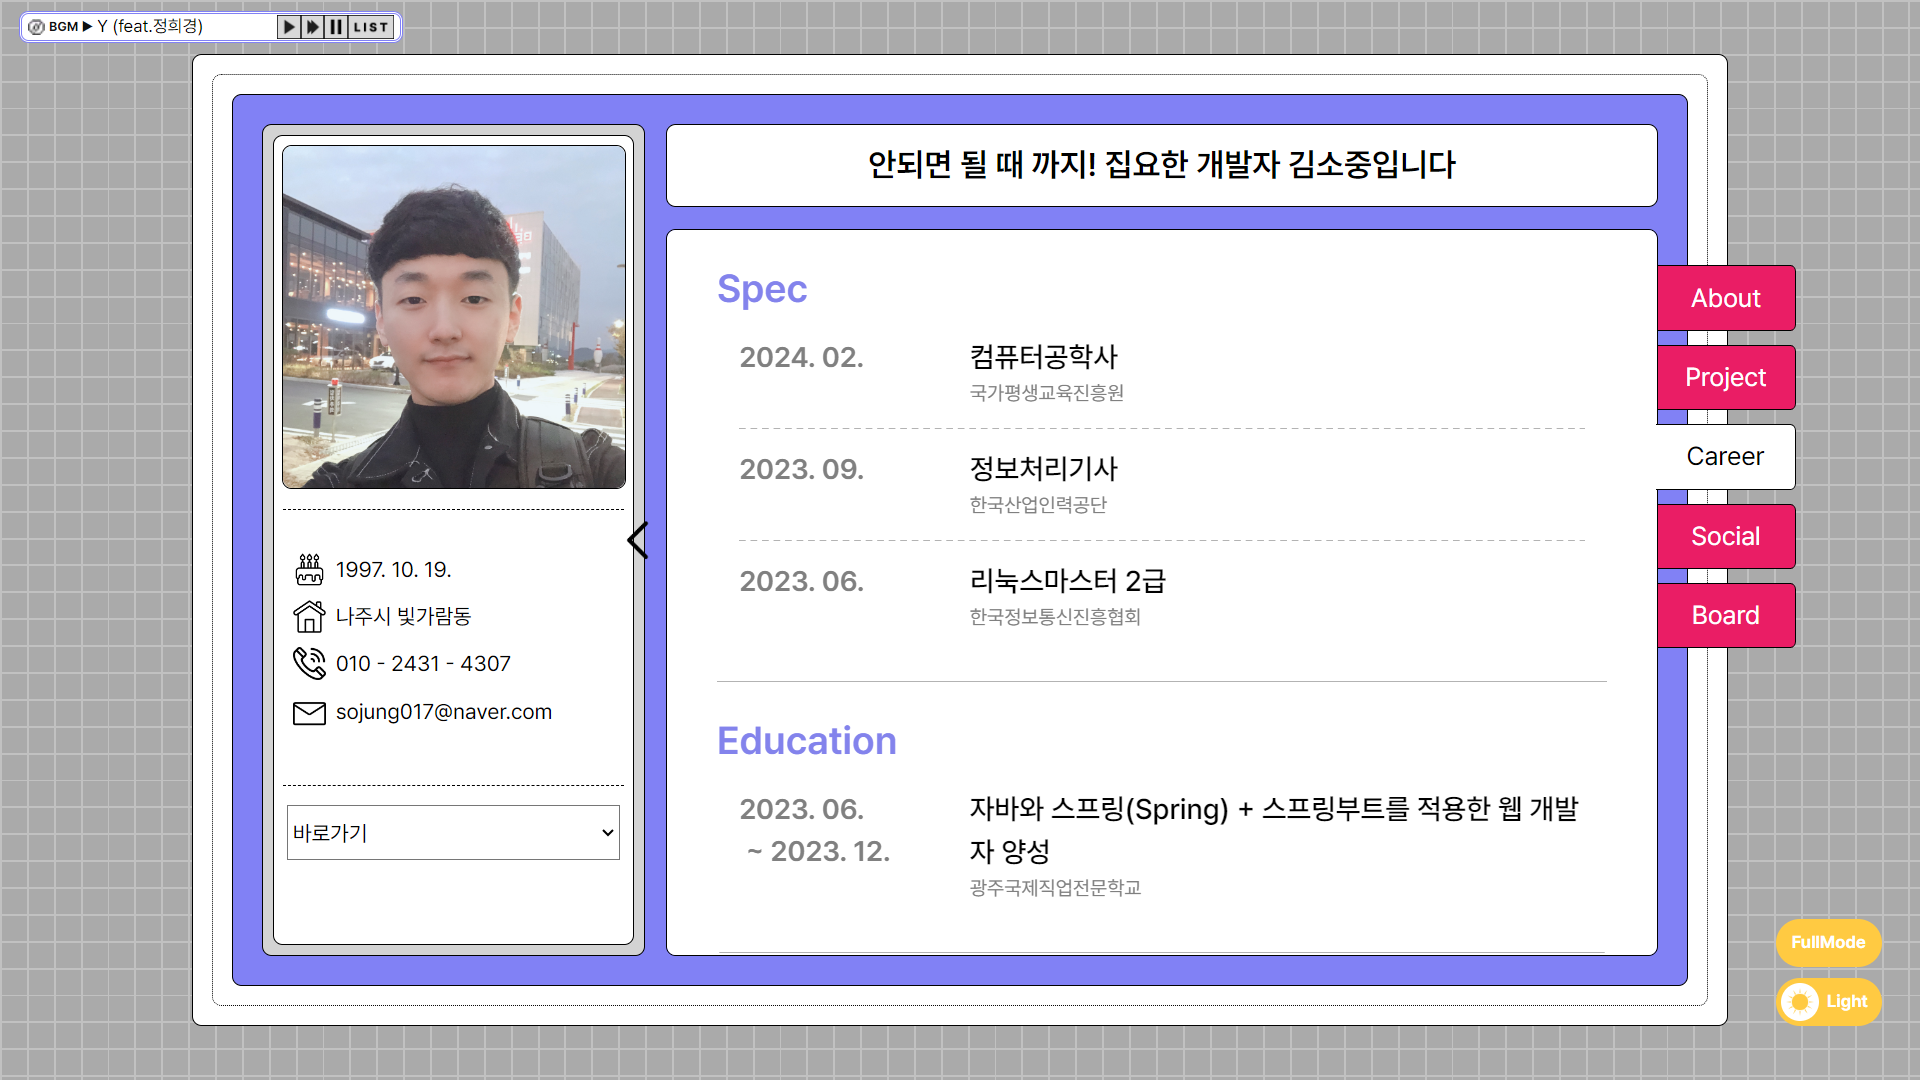 BGM ▶ Y (feat.정희경)
LIST
안되면 될 때 까지! 집요한 개발자 김소중입니다
1997. 10. 19.
나주시 빛가람동
010 - 2431 - 4307
sojung017@naver.com
바로가기
Spec
2024. 02.
컴퓨터공학사
국가평생교육진흥원
2023. 09.
정보처리기사
한국산업인력공단
2023. 06.
리눅스마스터 2급
한국정보통신진흥협회
Education
2023. 06.
~ 2023. 12.
자바와 스프링(Spring) + 스프링부트를 적용한 웹 개발
자 양성
광주국제직업전문학교
About
Project
Career
Social
Board
FullMode
Light